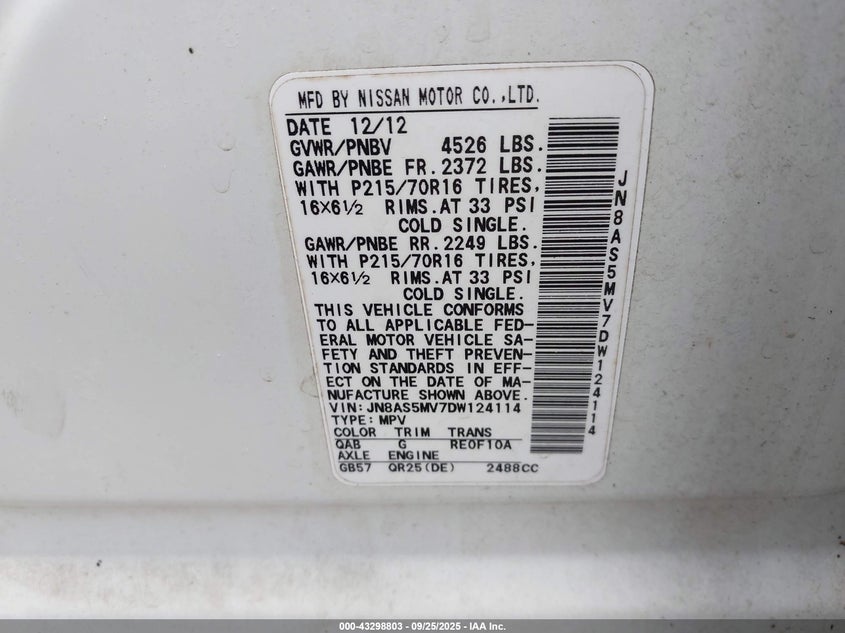 MFD BY NISSAN MOTOR CO.,LTD.
DATE 12/12
GVWR/PNBV 4526 LBS.
GAWR/PNBE FR. 2372 LBS.
WITH P215/70R16 TIRES,
16X6½ RIMS. AT 33 PSI
COLD SINGLE.
GAWR/PNBE RR. 2249 LBS.
WITH P215/70R16 TIRES,
16X6½ RIMS. AT 33 PSI
COLD SINGLE.
THIS VEHICLE CONFORMS
TO ALL APPLICABLE FED-
ERAL MOTOR VEHICLE SA-
FETY AND THEFT PREVEN-
TION STANDARDS IN EFF-
ECT ON THE DATE OF MA-
NUFACTURE SHOWN ABOVE.
VIN: JN8AS5MV7DW124114
TYPE: MPV
COLOR TRIM TRANS
QAB G RE0F10A
AXLE ENGINE
GB57 QR25(DE) 2488CC
JN8AS5MV7DW124114
000-43298803 - 09/25/2025 - IAA Inc.